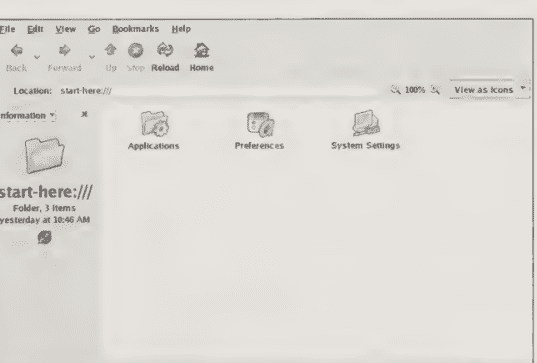 File Edit View Go Bookmarks Help
Back Forward Up Stop Reload Home
Location: start-here:/// 100% View as Icons
nformation ×
Applications Preferences System Settings
start-here:///
Folder, 3 items
yesterday at 10:46 AM